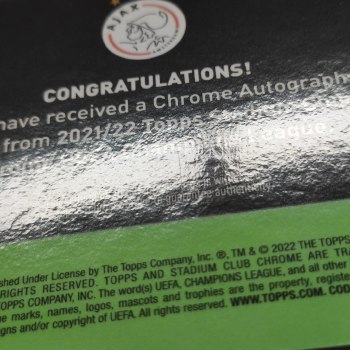 AJAX
CONGRATULATIONS!
have received a Chrome Autograph
from 2021/22 TOPPS
League.
guarantee authenticity.
shed Under License by The Topps Company, Inc. ®, TM & © 2022 THE TOPPS
RIGHTS RESERVED. TOPPS AND STADIUM CLUB CHROME ARE TRA
TOPPS COMPANY, INC. The word(s) UEFA, CHAMPIONS LEAGUE, and all other
e marks, names, logos, mascots and trophies are the property, regist
igns and/or copyright of UEFA. All rights reserved. WWW.TOPPS.COM. COD